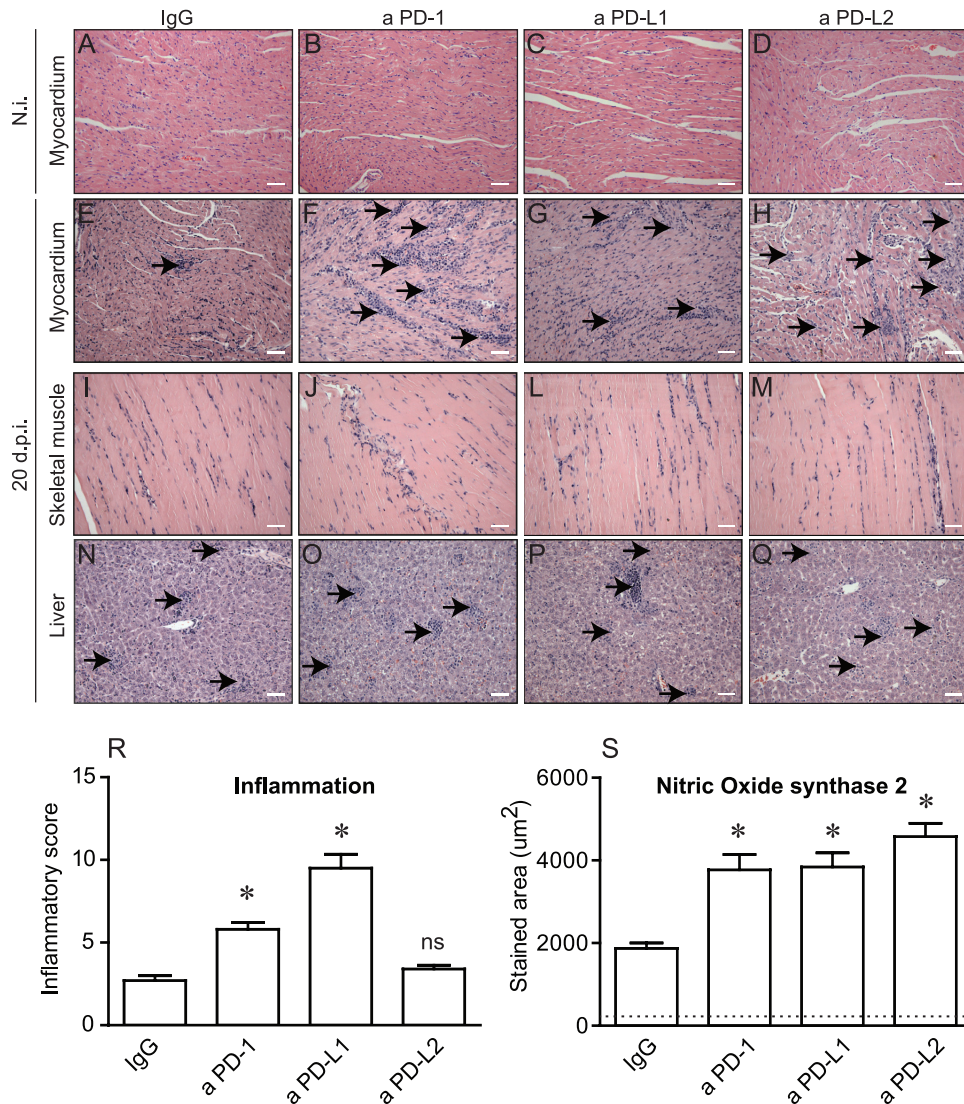 IgG a PD-1 a PD-L1 a PD-L2
N.i.
Myocardium
A B C D
20 d.p.i.
Myocardium
E F G H
Skeletal muscle
I J L M
Liver
N O P Q
R
Inflammation
Inflammatory score
15
10
5
0
* * ns
IgG a PD-1 a PD-L1 a PD-L2
S
Nitric Oxide synthase 2
Stained area (um²)
6000
4000
2000
0
* * *
IgG a PD-1 a PD-L1 a PD-L2